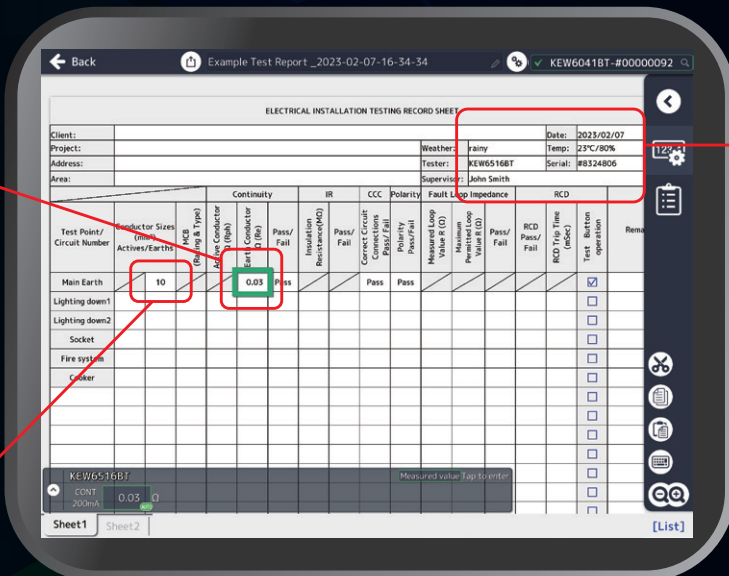 Back
Example Test Report _2023-02-07-16-34-34
KEW6041BT-#00000092
ELECTRICAL INSTALLATION TESTING RECORD SHEET
Client: Date: 2023/02/07
Project: Weather: rainy Temp: 23℃/80%
Address: Tester: KEW6516BT Serial: #8324806
Area: Supervisor: John Smith
Continuity IR CCC Polarity Fault Loop Impedance RCD
Test Point/
Circuit Number
Conductor Sizes
(mm²)
Actives/Earths
MCB
(Rating & Type)
Active Conductor
Ω (Rph)
Earth Conductor
Ω (Re)
Pass/
Fail
Insulation
Resistance(MΩ)
Pass/
Fail
Correct Circuit
Connections
Pass/ Fail
Polarity
Pass/Fail
Measured Loop
Value R (Ω)
Maximum
Permitted Loop
Value R (Ω)
Pass/
Fail
RCD
Pass/
Fail
RCD Trip Time
(mSec)
Test Button
operation
Rema
Main Earth 10 0.03 Pass Pass Pass
Lighting down1
Lighting down2
Socket
Fire system
Cooker
KEW6516BT
Measured value Tap to enter
CONT
200mA
0.03 Ω
AUTO
Sheet1 Sheet2 [List]